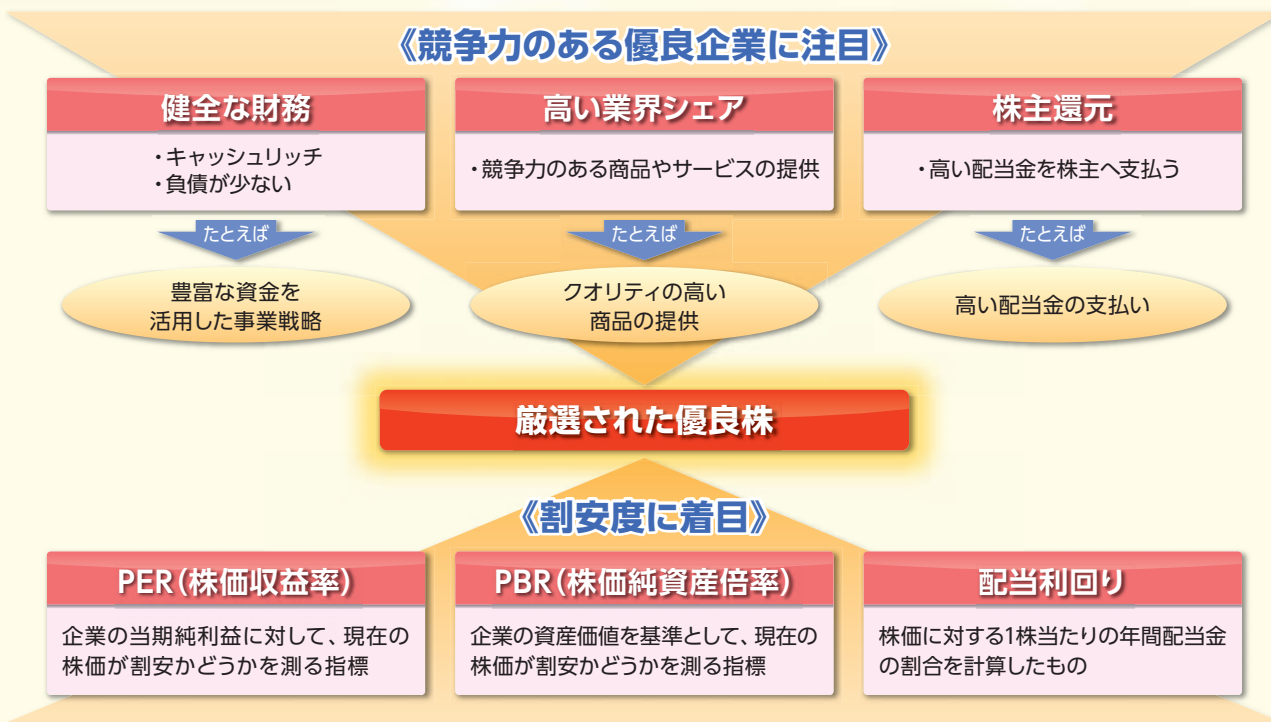 《競争力のある優良企業に注目》
健全な財務
・キャッシュリッチ
・負債が少ない
たとえば
豊富な資金を
活用した事業戦略
高い業界シェア
・競争力のある商品やサービスの提供
たとえば
クオリティの高い
商品の提供
株主還元
・高い配当金を株主へ支払う
たとえば
高い配当金の支払い
厳選された優良株
《割安度に着目》
PER（株価収益率）
企業の当期純利益に対して、現在の
株価が割安かどうかを測る指標
PBR（株価純資産倍率）
企業の資産価値を基準として、現在の
株価が割安かどうかを測る指標
配当利回り
株価に対する1株当たりの年間配当金
の割合を計算したもの